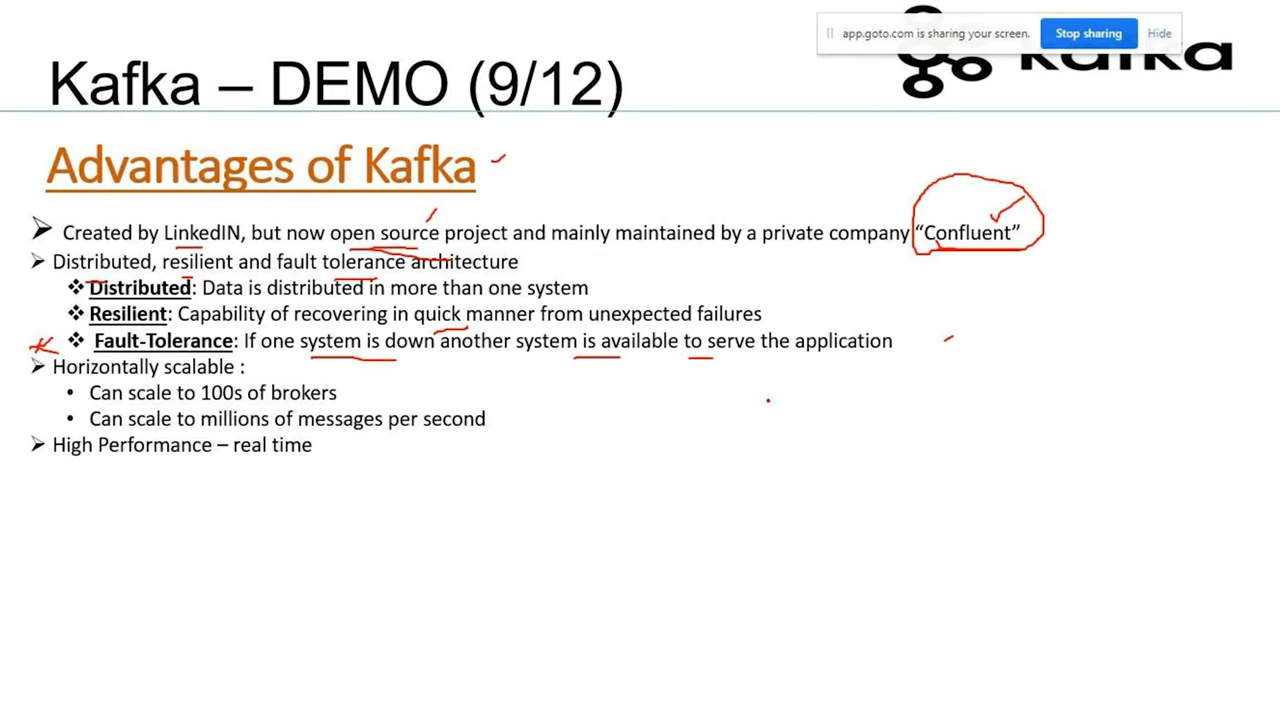 app.goto.com is sharing your screen. Stop sharing Hide
kafka
Kafka – DEMO (9/12)
Advantages of Kafka
➤ Created by LinkedIN, but now open source project and mainly maintained by a private company “Confluent”
➤ Distributed, resilient and fault tolerance architecture
❖ Distributed: Data is distributed in more than one system
❖ Resilient: Capability of recovering in quick manner from unexpected failures
❖ Fault-Tolerance: If one system is down another system is available to serve the application
➤ Horizontally scalable :
• Can scale to 100s of brokers
• Can scale to millions of messages per second
➤ High Performance – real time